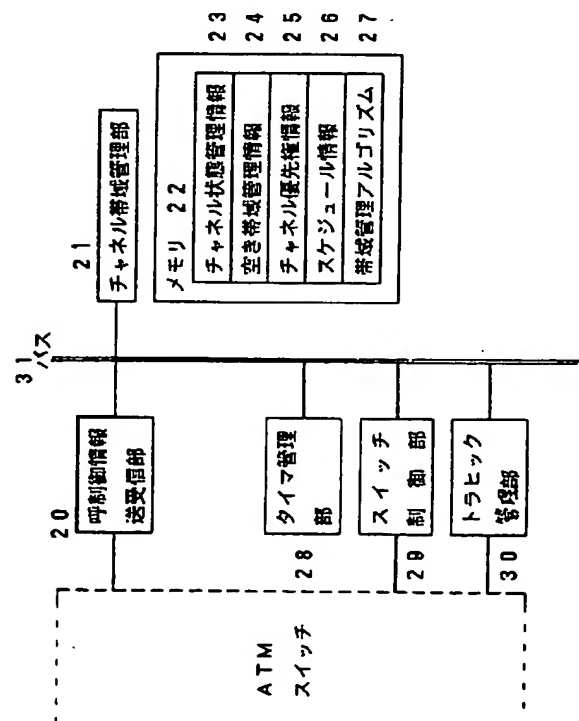 31
バス
20
呼制御情報
送受信部
21
チャネル帯域管理部
メモリ 22
チャネル状態管理情報
23
空き帯域管理情報
24
チャネル優先権情報
25
スケジュール情報
26
帯域管理アルゴリズム
27
タイマ管理
部
28
スイッチ
制御部
29
トラヒック
管理部
30
ATM
スイッチ